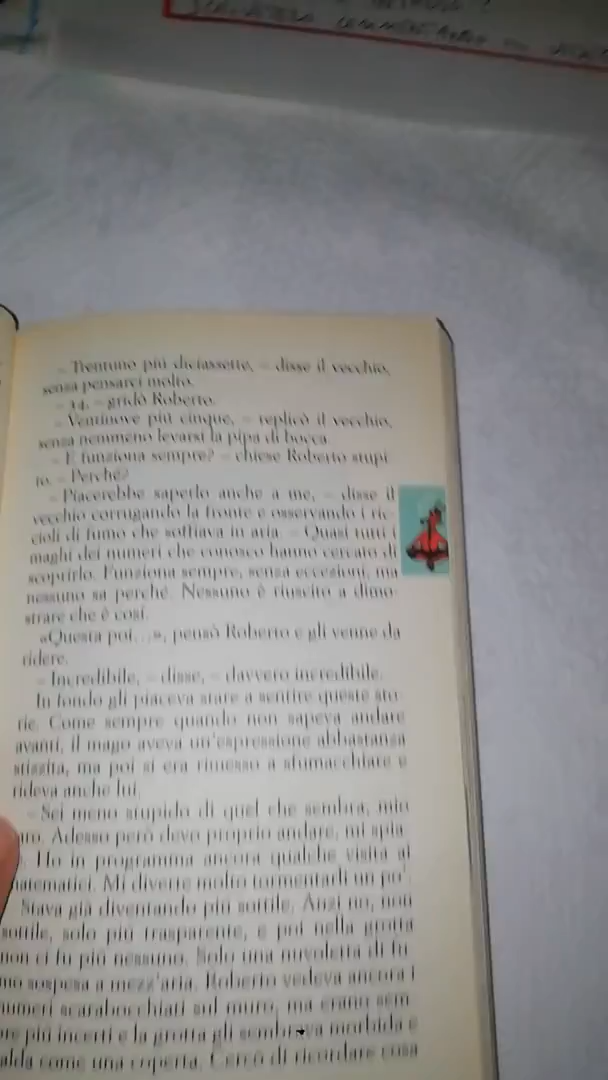 – Trentuno più diciassette, – disse il vecchio,
senza pensarci molto.
– 34, – gridò Roberto.
– Ventinove più cinque, – replicò il vecchio,
senza nemmeno levarsi la pipa di bocca.
– E funziona sempre? – chiese Roberto stupi
to. – Perché?
– Piacerebbe saperlo anche a me, – disse il
vecchio corrugando la fronte e osservando i ric-
cioli di fumo che soffiava in aria. – Quasi tutti i
maghi dei numeri che conosco hanno cercato di
scoprirlo. Funziona sempre, senza eccezioni, ma
nessuno sa perché. Nessuno è riuscito a dimo-
strare che è così.
«Questa poi...», pensò Roberto e gli venne da
ridere.
– Incredibile, – disse, – davvero incredibile.
In fondo gli piaceva stare a sentire queste sto-
rie. Come sempre quando non sapeva andare
avanti, il mago aveva un'espressione abbastanza
stizzita, ma poi si era rimesso a sfumacchiare e
rideva anche lui.
– Sei meno stupido di quel che sembra, mio
Adesso però devo proprio andare, mi spia
Ho in programma ancora qualche visita ai
matematici. Mi diverte molto tormentarli un po'.
Stava già diventando più sottile. Anzi no, non
sottile, solo più trasparente, e poi nella grotta
non ci fu più nessuno. Solo una nuvoletta di fu
mo sospesa a mezz'aria. Roberto vedeva ancora i
numeri scarabocchiati sul muro, ma erano sem
re più incerti e la grotta gli sembrava morbida e
alda come una coperta. Cercò di ricordare cosa